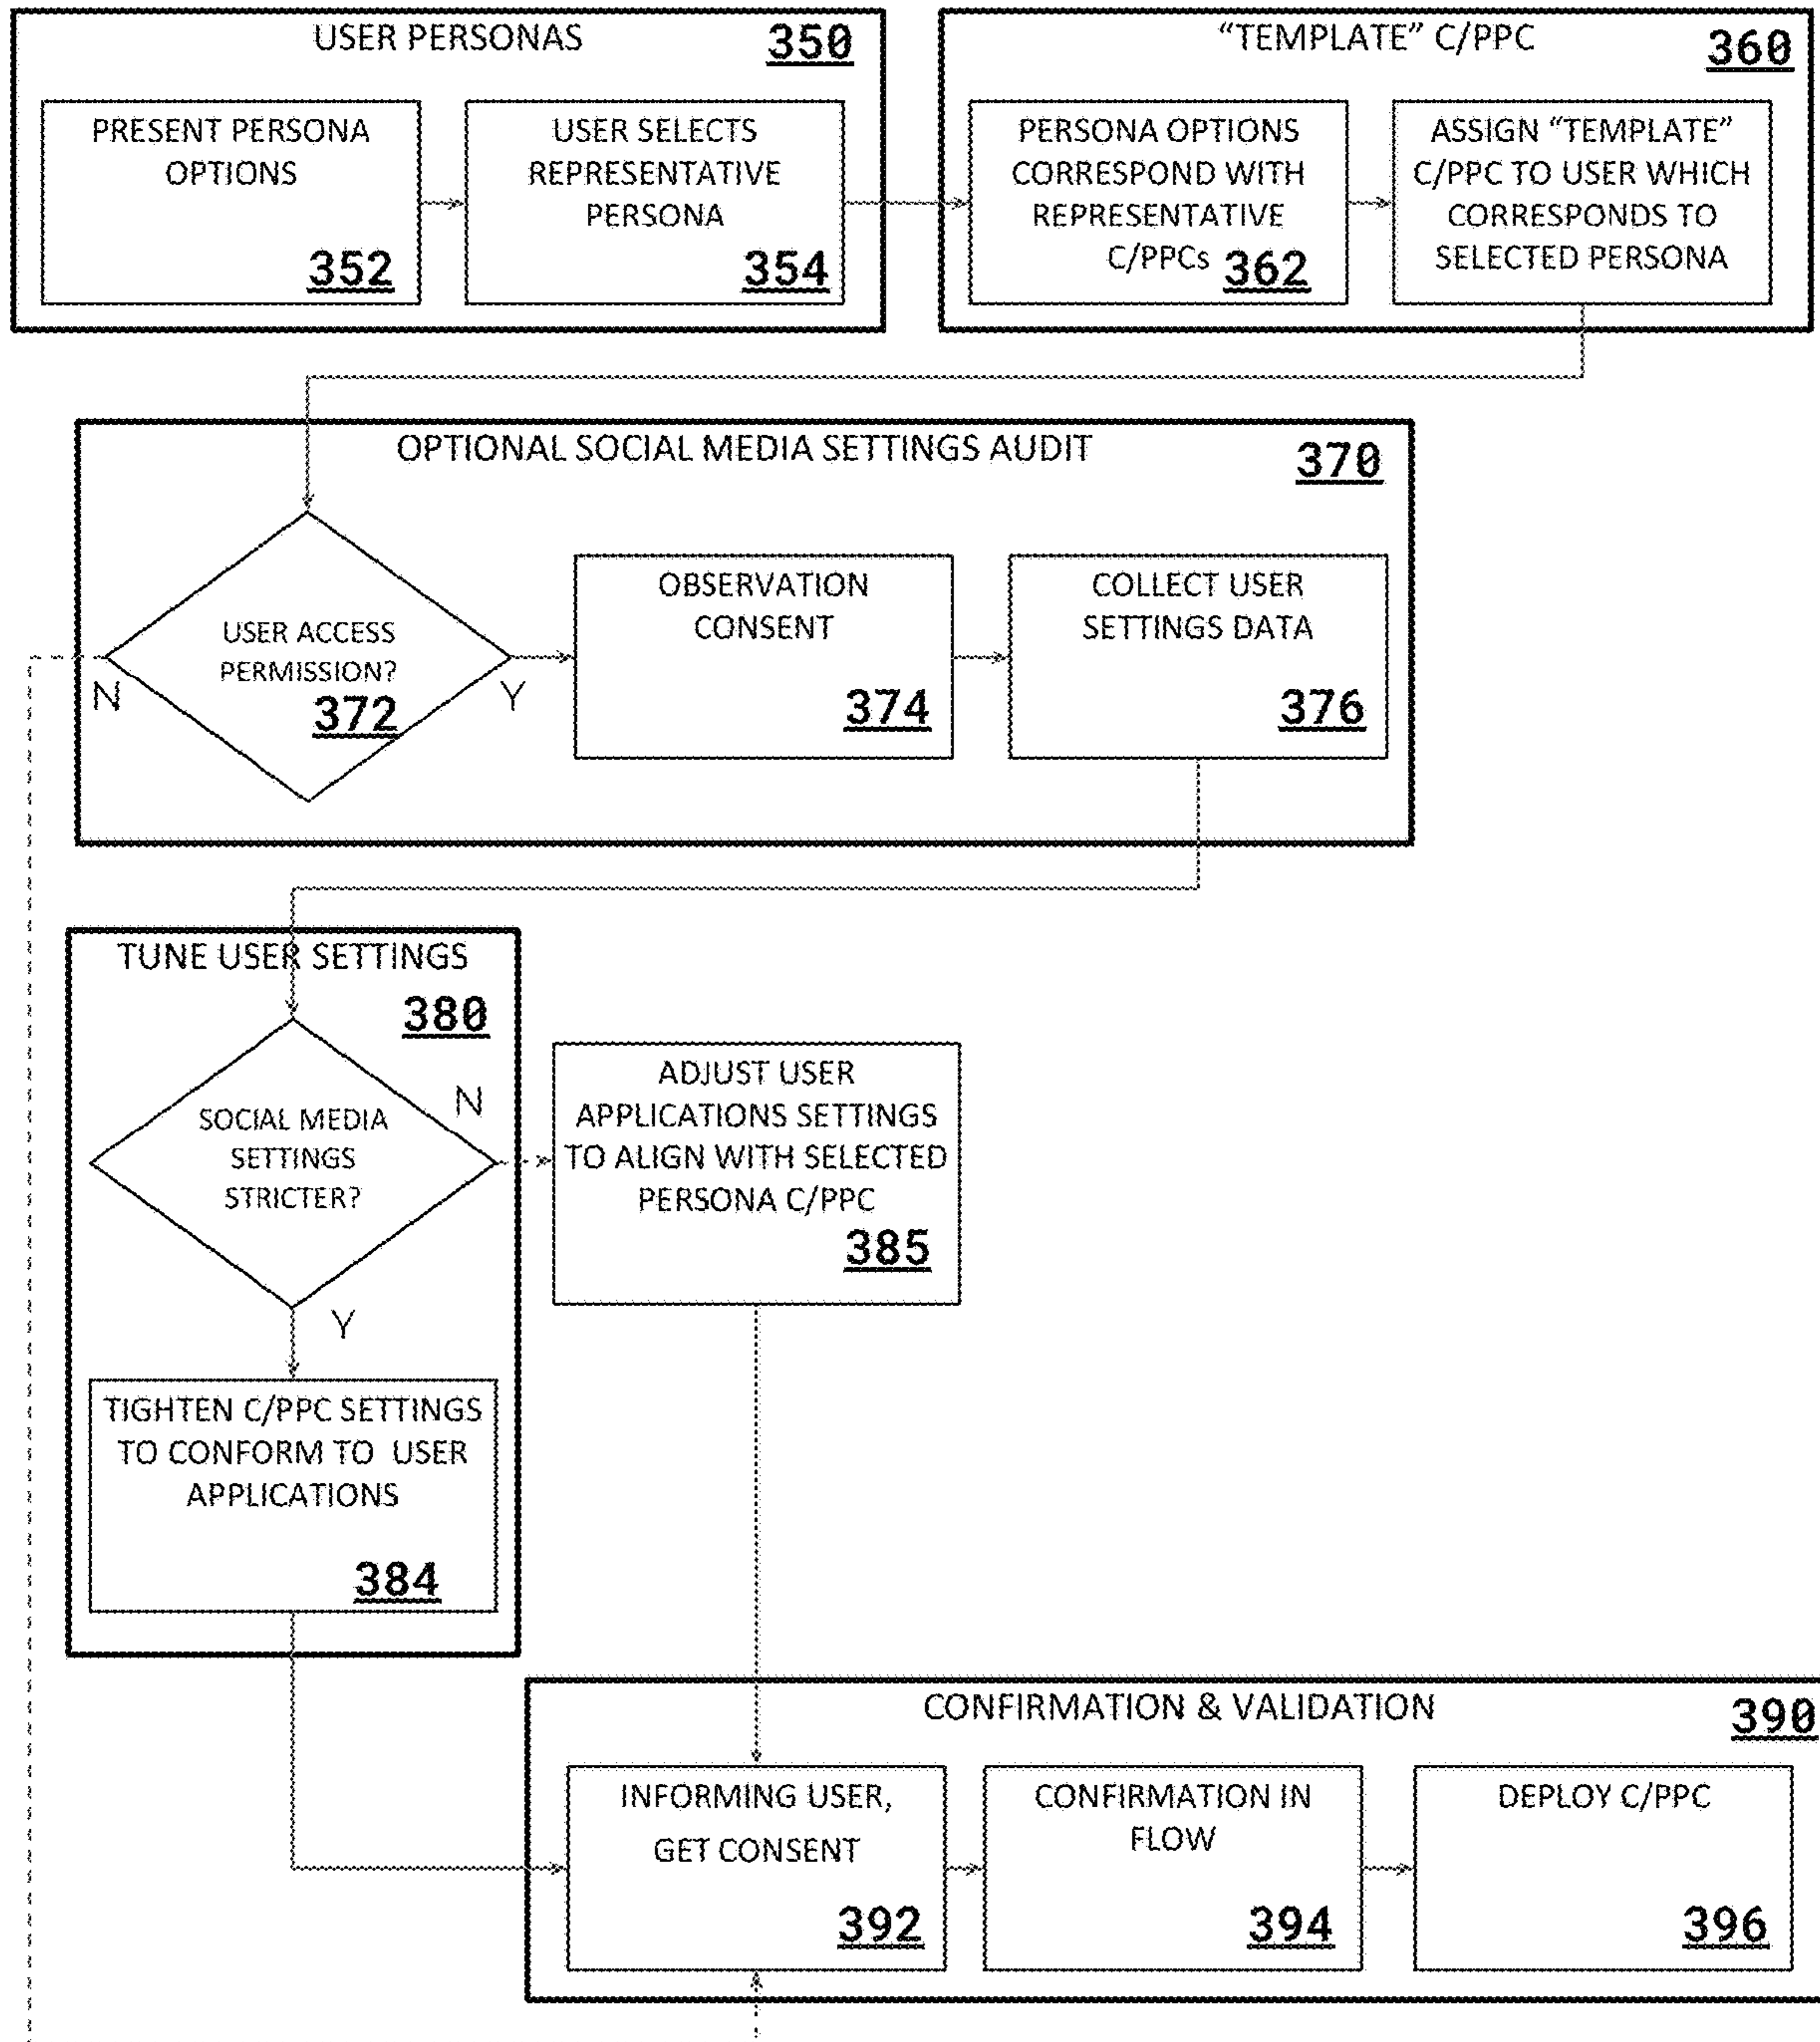 USER PERSONAS 350
PRESENT PERSONA
OPTIONS
352
USER SELECTS
REPRESENTATIVE
PERSONA
354
“TEMPLATE” C/PPC 360
PERSONA OPTIONS
CORRESPOND WITH
REPRESENTATIVE
C/PPCs 362
ASSIGN “TEMPLATE”
C/PPC TO USER WHICH
CORRESPONDS TO
SELECTED PERSONA
OPTIONAL SOCIAL MEDIA SETTINGS AUDIT 370
USER ACCESS
PERMISSION?
372
N
Y
OBSERVATION
CONSENT
374
COLLECT USER
SETTINGS DATA
376
TUNE USER SETTINGS
380
SOCIAL MEDIA
SETTINGS
STRICTER?
N
Y
ADJUST USER
APPLICATIONS SETTINGS
TO ALIGN WITH SELECTED
PERSONA C/PPC
385
TIGHTEN C/PPC SETTINGS
TO CONFORM TO USER
APPLICATIONS
384
CONFIRMATION & VALIDATION 390
INFORMING USER,
GET CONSENT
392
CONFIRMATION IN
FLOW
394
DEPLOY C/PPC
396